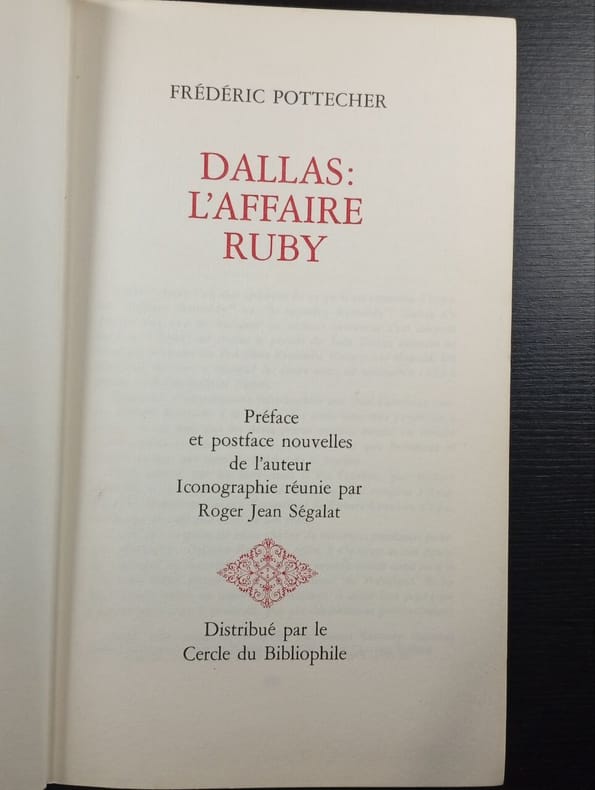 FRÉDÉRIC POTTECHER
DALLAS:
L'AFFAIRE
RUBY
Préface
et postface nouvelles
de l'auteur
Iconographie réunie par
Roger Jean Ségalat
Distribué par le
Cercle du Bibliophile